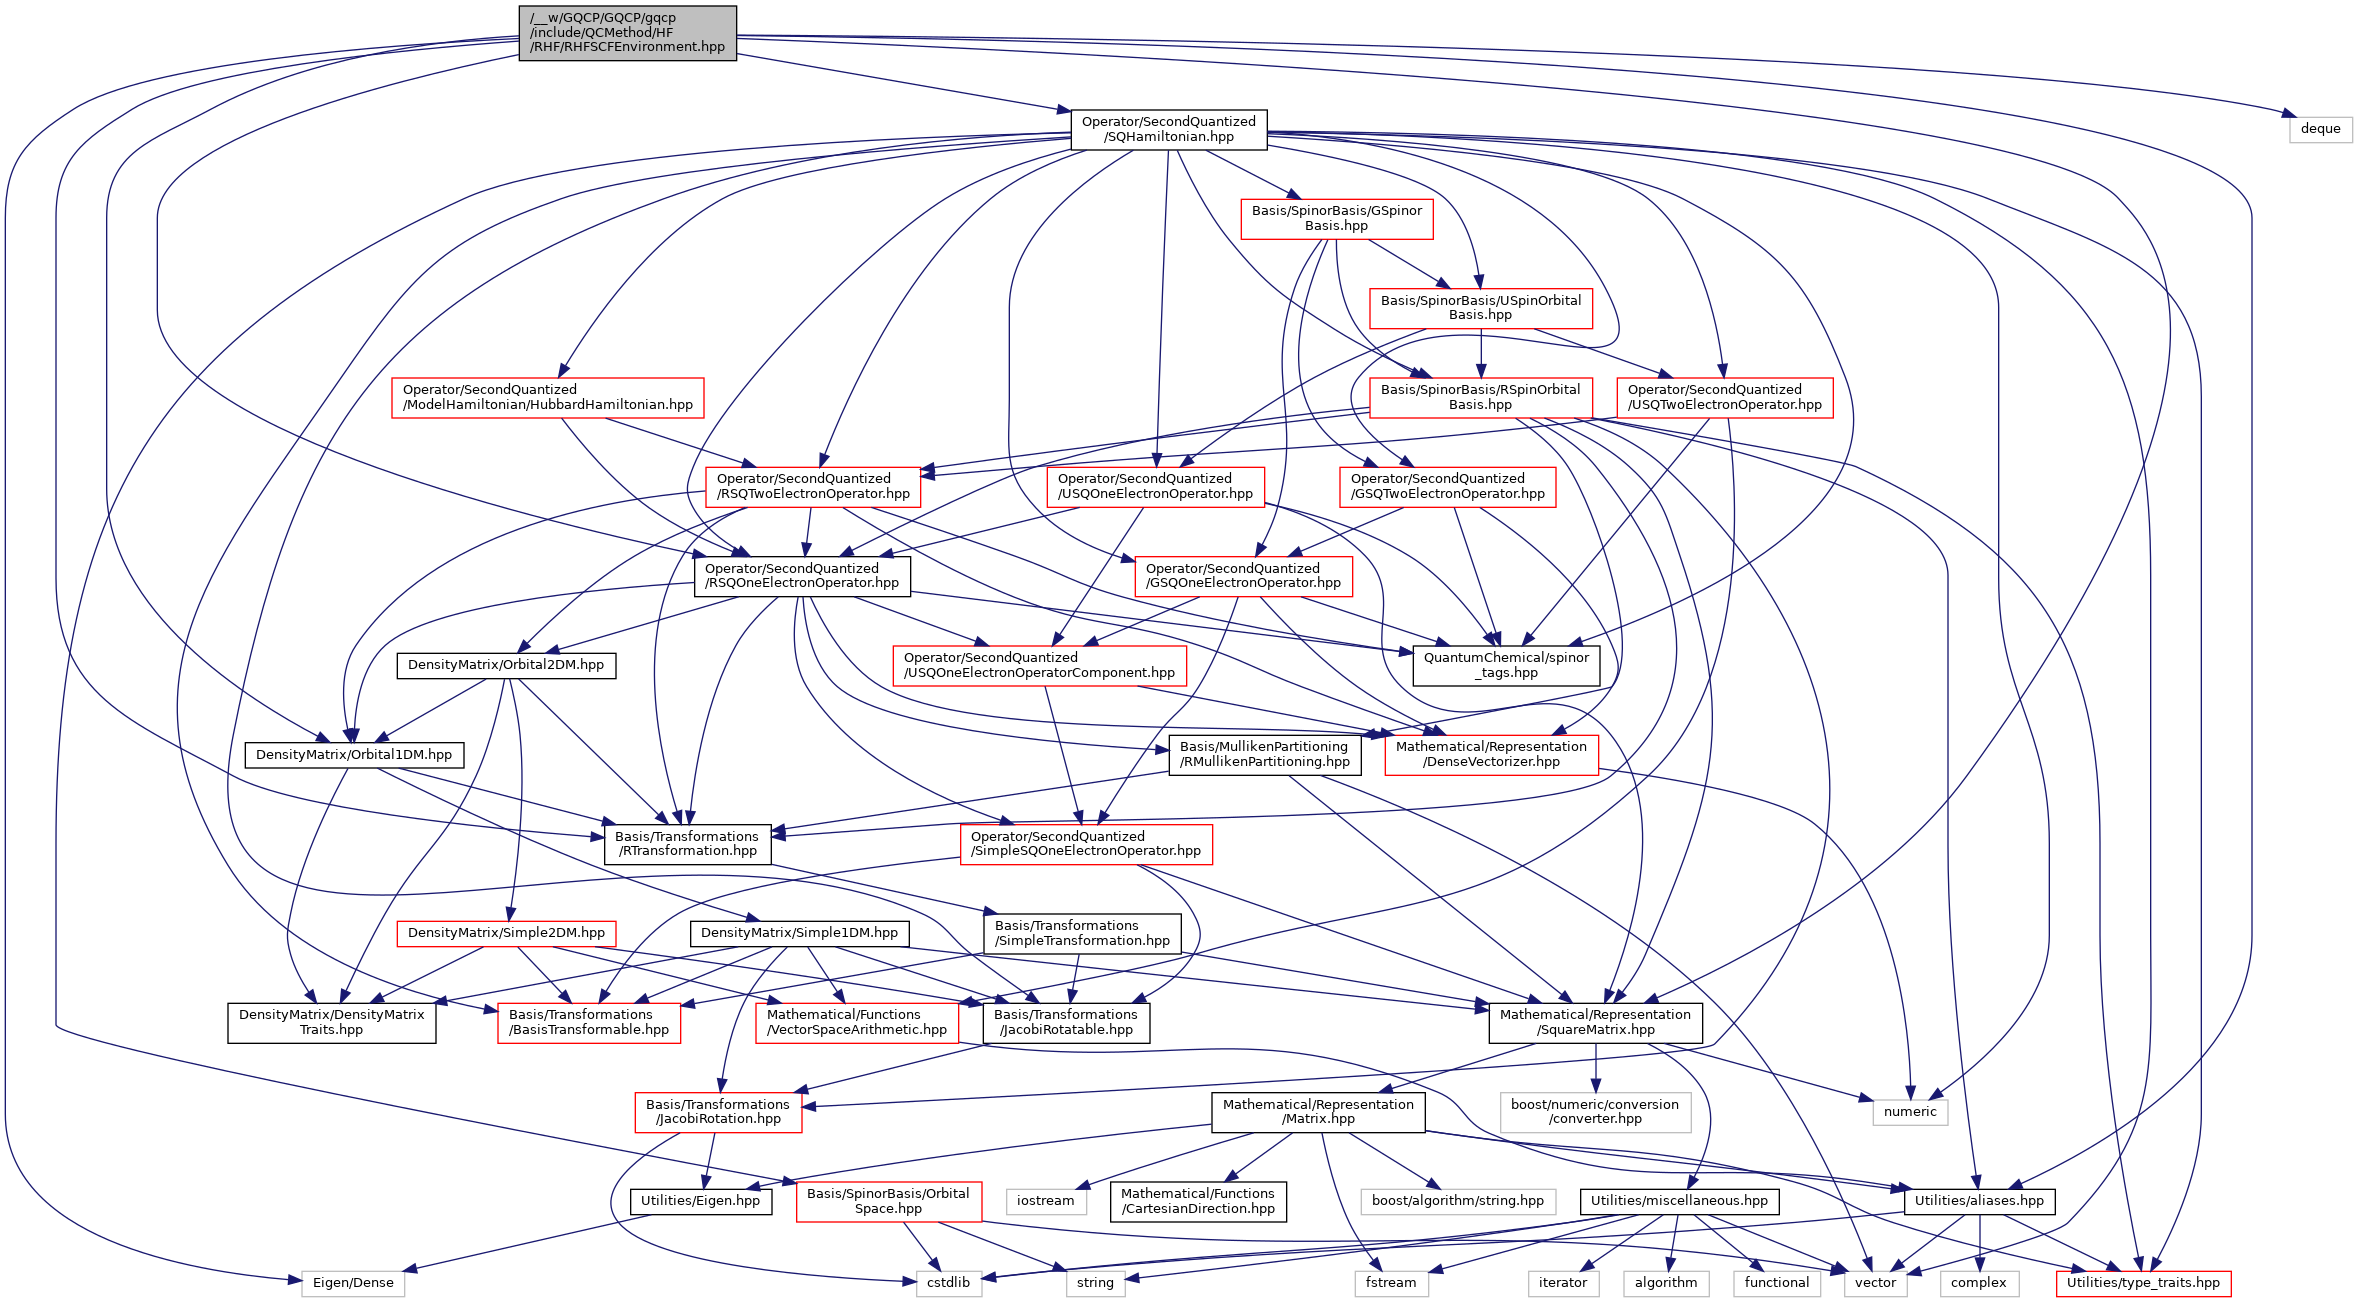 /__w/GQCP/GQCP/gqcp
/include/QCMethod/HF
/RHF/RHFSCFEnvironment.hpp
Operator/SecondQuantized
/SQHamiltonian.hpp
deque
Basis/SpinorBasis/GSpinor
Basis.hpp
Basis/SpinorBasis/USpinOrbital
Basis.hpp
Operator/SecondQuantized
/ModelHamiltonian/HubbardHamiltonian.hpp
Basis/SpinorBasis/RSpinOrbital
Basis.hpp
Operator/SecondQuantized
/USQTwoElectronOperator.hpp
Operator/SecondQuantized
/RSQTwoElectronOperator.hpp
Operator/SecondQuantized
/USQOneElectronOperator.hpp
Operator/SecondQuantized
/GSQTwoElectronOperator.hpp
Operator/SecondQuantized
/RSQOneElectronOperator.hpp
Operator/SecondQuantized
/GSQOneElectronOperator.hpp
DensityMatrix/Orbital2DM.hpp
Operator/SecondQuantized
/USQOneElectronOperatorComponent.hpp
QuantumChemical/spinor
_tags.hpp
DensityMatrix/Orbital1DM.hpp
Basis/MullikenPartitioning
/RMullikenPartitioning.hpp
Mathematical/Representation
/DenseVectorizer.hpp
Basis/Transformations
/RTransformation.hpp
Operator/SecondQuantized
/SimpleSQOneElectronOperator.hpp
DensityMatrix/Simple2DM.hpp
DensityMatrix/Simple1DM.hpp
Basis/Transformations
/SimpleTransformation.hpp
DensityMatrix/DensityMatrix
Traits.hpp
Basis/Transformations
/BasisTransformable.hpp
Mathematical/Functions
/VectorSpaceArithmetic.hpp
Basis/Transformations
/JacobiRotatable.hpp
Mathematical/Representation
/SquareMatrix.hpp
Basis/Transformations
/JacobiRotation.hpp
Mathematical/Representation
/Matrix.hpp
boost/numeric/conversion
/converter.hpp
numeric
Utilities/Eigen.hpp
Basis/SpinorBasis/Orbital
Space.hpp
iostream
Mathematical/Functions
/CartesianDirection.hpp
boost/algorithm/string.hpp
Utilities/miscellaneous.hpp
Utilities/aliases.hpp
Eigen/Dense
cstdlib
string
fstream
iterator
algorithm
functional
vector
complex
Utilities/type_traits.hpp